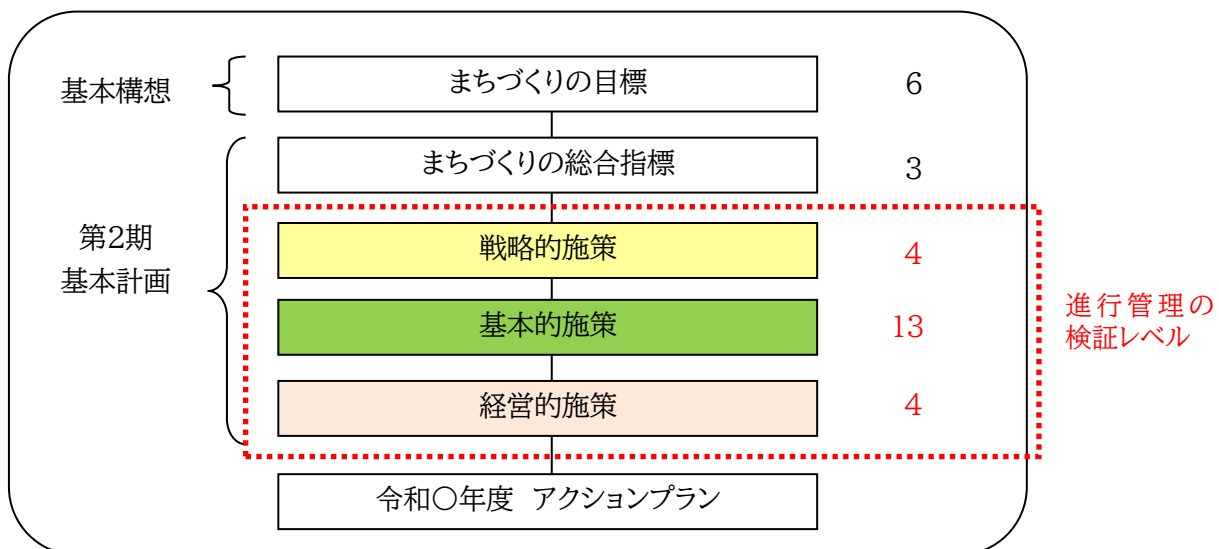 基本構想
まちづくりの目標
6
まちづくりの総合指標
3
第2期
基本計画
戦略的施策
4
基本的施策
13
経営的施策
4
進行管理の
検証レベル
令和〇年度 アクションプラン